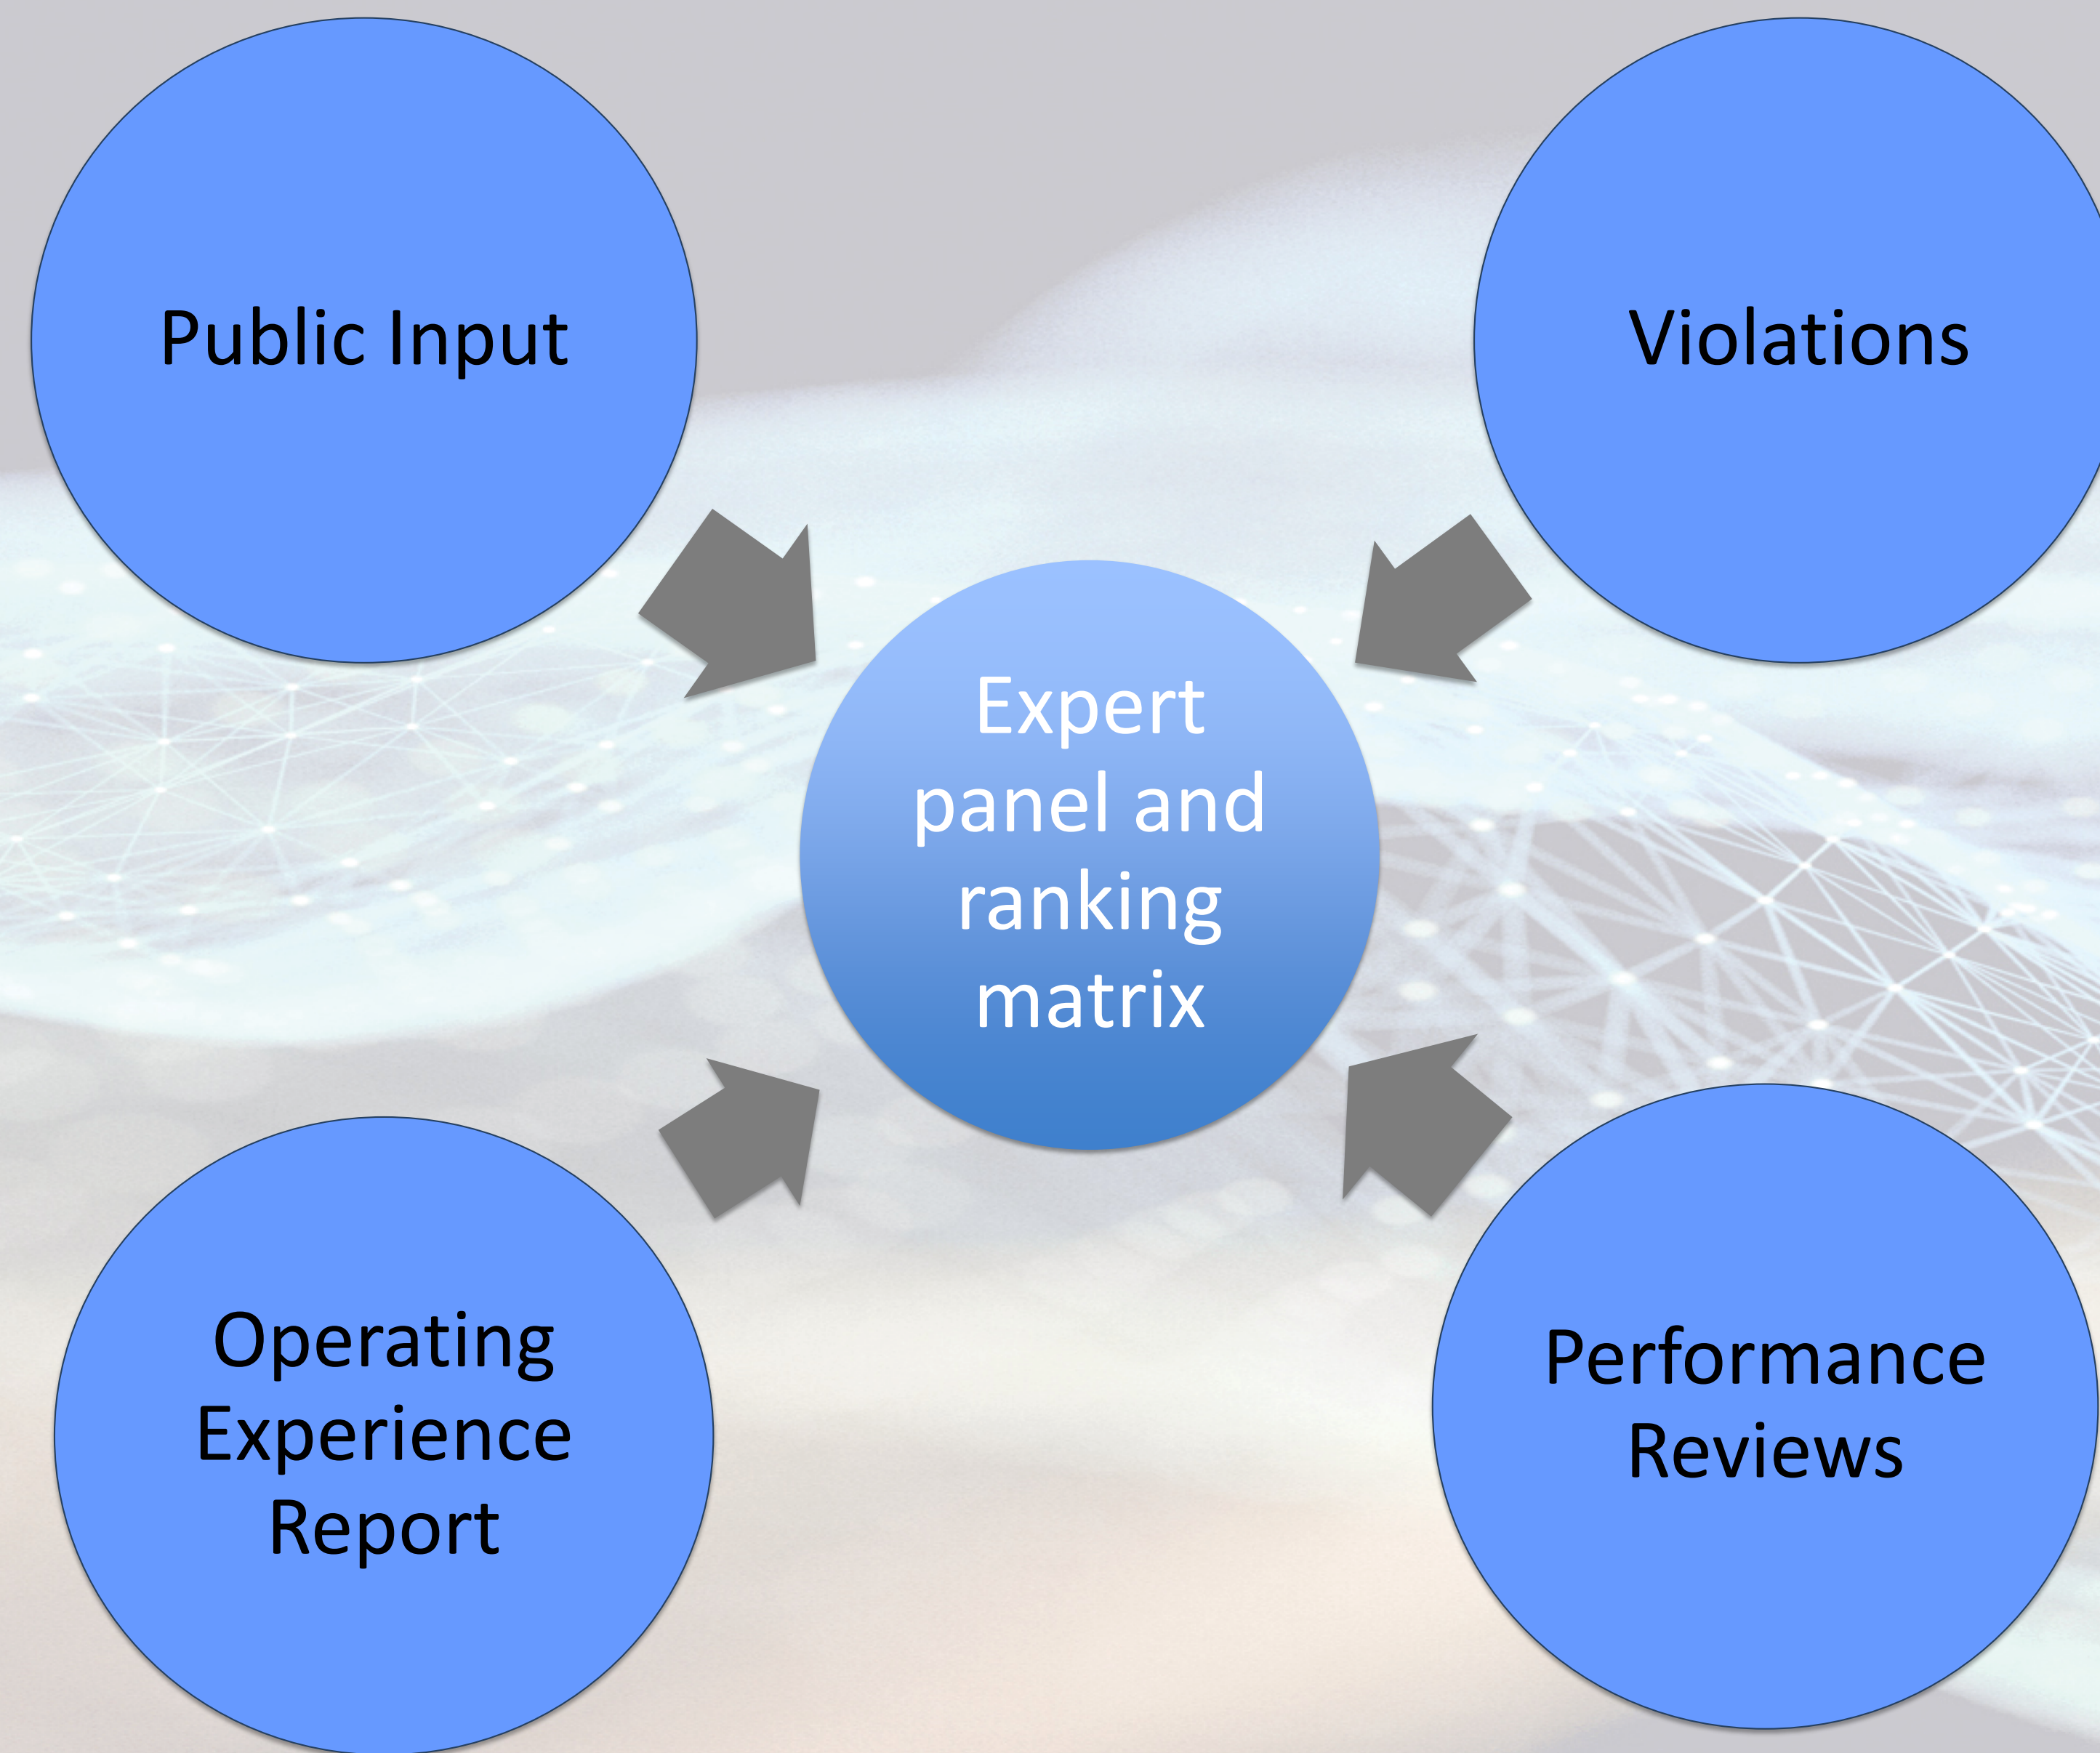 Public Input
Violations
Expert
panel and
ranking
matrix
Operating
Experience
Report
Performance
Reviews